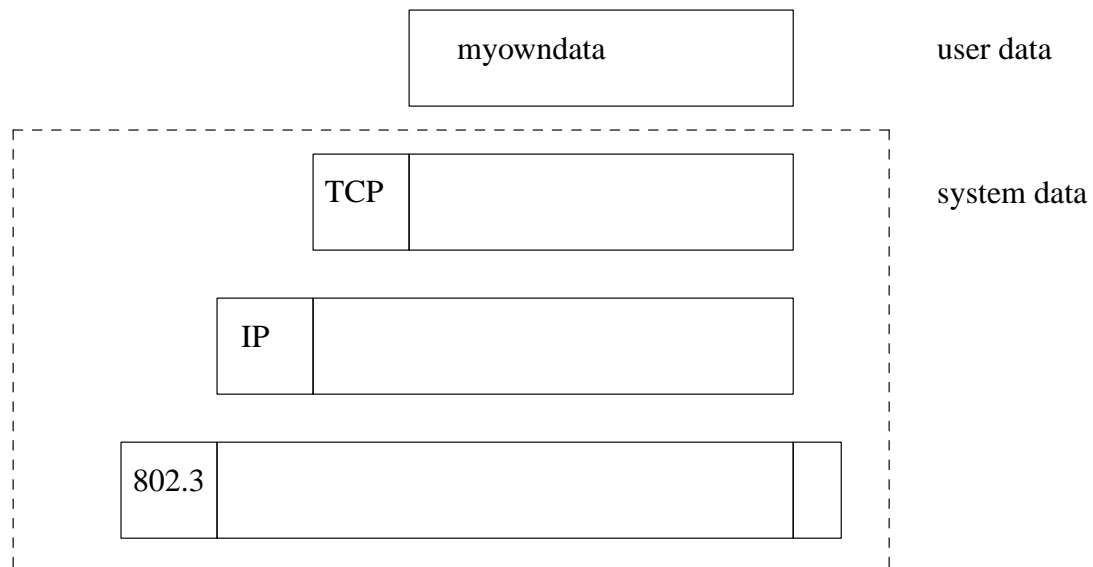 myowndata
user data
TCP
system data
IP
802.3